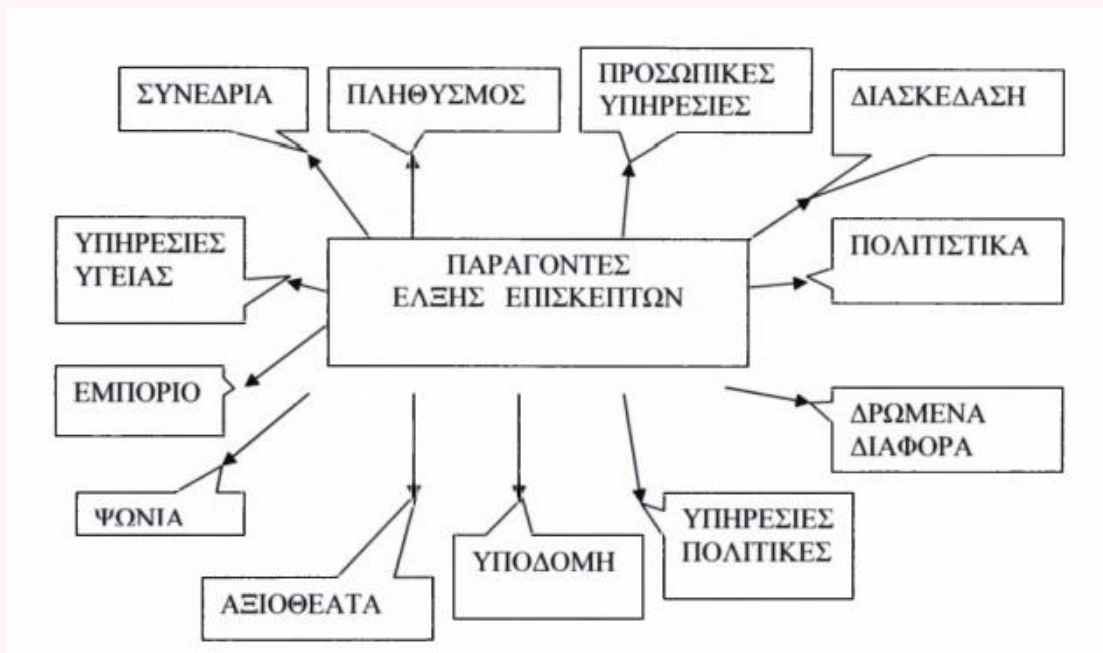 ΣΥΝΕΔΡΙΑ
ΠΛΗΘΥΣΜΟΣ
ΠΡΟΣΩΠΙΚΕΣ
ΥΠΗΡΕΣΙΕΣ
ΔΙΑΣΚΕΔΑΣΗ
ΥΠΗΡΕΣΙΕΣ
ΥΓΕΙΑΣ
ΠΑΡΑΓΟΝΤΕΣ
ΕΛΞΗΣ ΕΠΙΣΚΕΠΤΩΝ
ΠΟΛΙΤΙΣΤΙΚΑ
ΕΜΠΟΡΙΟ
ΔΡΩΜΕΝΑ
ΔΙΑΦΟΡΑ
ΨΩΝΙΑ
ΑΞΙΟΘΕΑΤΑ
ΥΠΟΔΟΜΗ
ΥΠΗΡΕΣΙΕΣ
ΠΟΛΙΤΙΚΕΣ